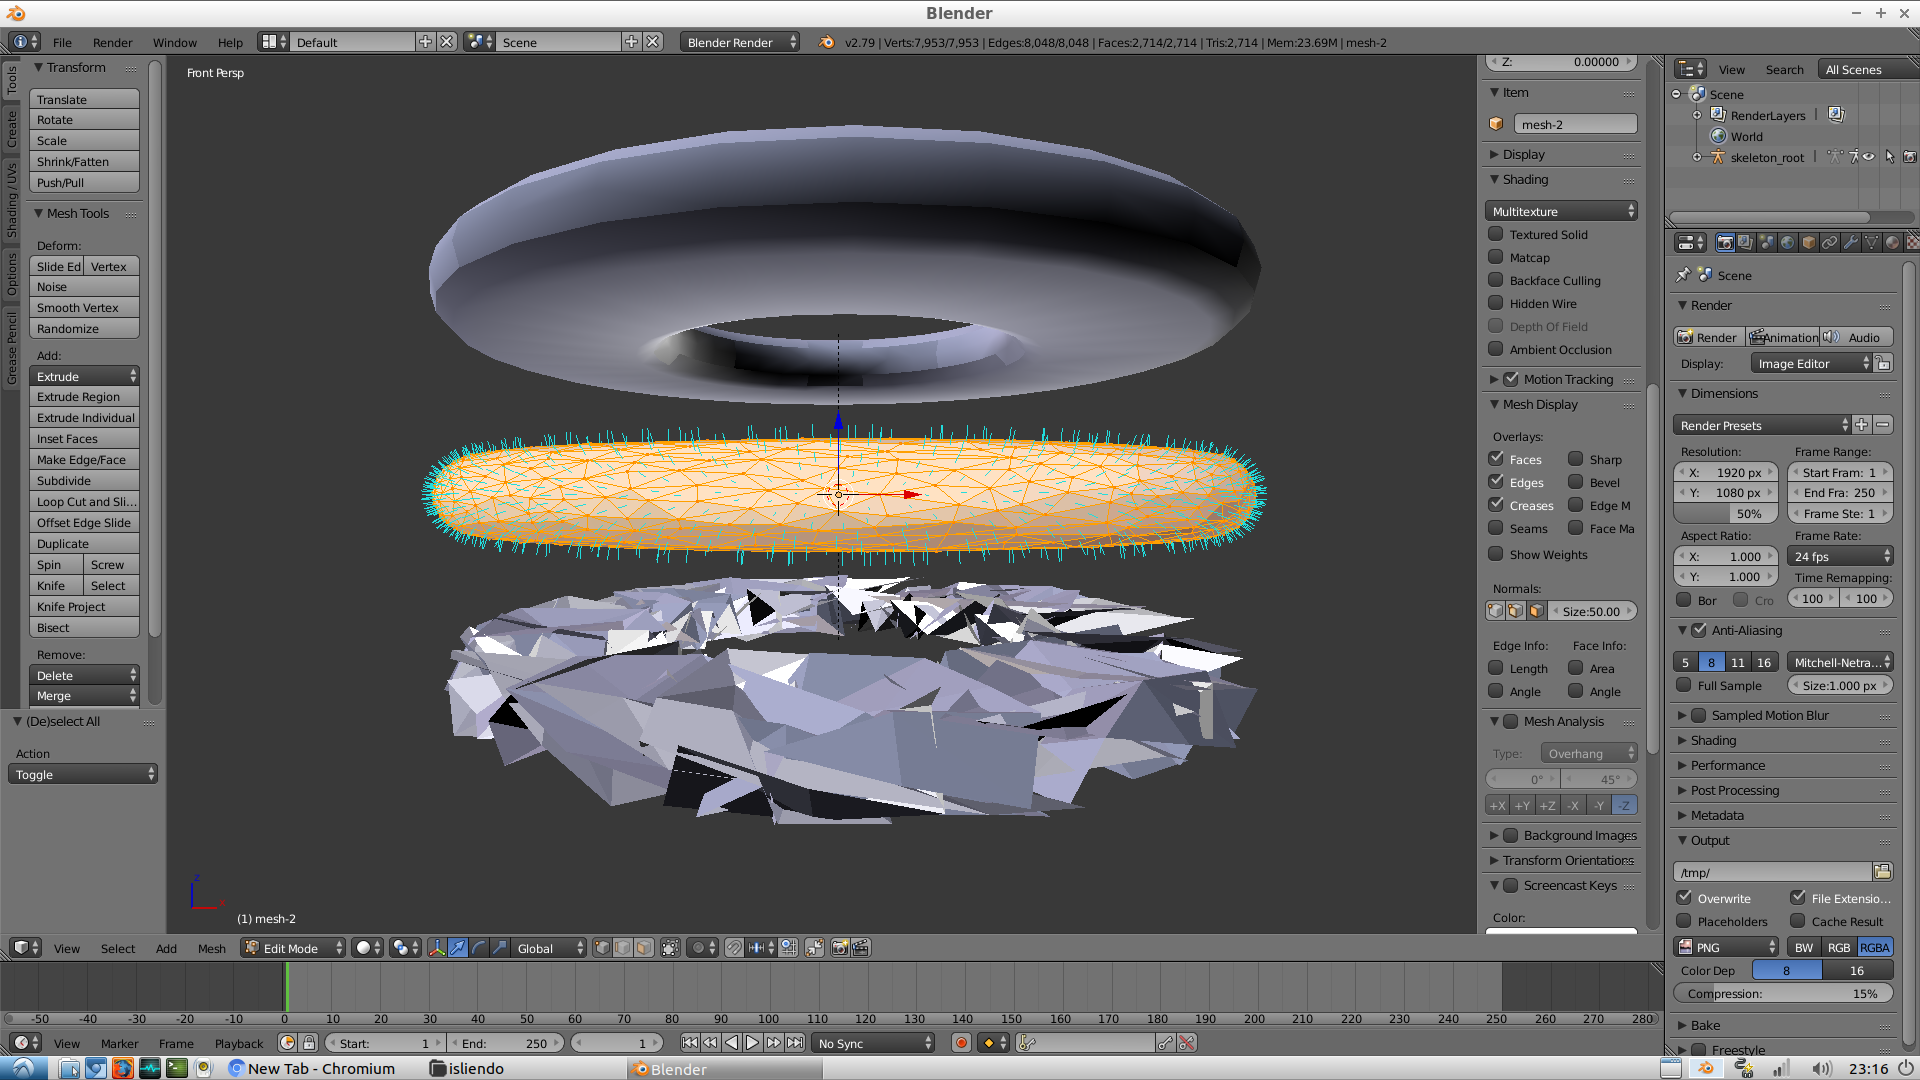 Blender
File Render Window Help Default Scene Blender Render v2.79 | Verts:7,953/7,953 | Edges:8,048/8,048 | Faces:2,714/2,714 | Tris:2,714 | Mem:23.69M | mesh-2
Tools
Create
Shading / UVs
Options
Grease Pencil
Transform
Translate
Rotate
Scale
Shrink/Fatten
Push/Pull
Mesh Tools
Deform:
Slide Ed Vertex
Noise
Smooth Vertex
Randomize
Add:
Extrude
Extrude Region
Extrude Individual
Inset Faces
Make Edge/Face
Subdivide
Loop Cut and Sli...
Offset Edge Slide
Duplicate
Spin Screw
Knife Select
Knife Project
Bisect
Remove:
Delete
Merge
(De)select All
Action
Toggle
Front Persp
z
(1) mesh-2
Z: 0.00000
Item
mesh-2
Display
Shading
Multitexture
Textured Solid
Matcap
Backface Culling
Hidden Wire
Depth Of Field
Ambient Occlusion
Motion Tracking
Mesh Display
Overlays:
Faces Sharp
Edges Bevel
Creases Edge M
Seams Face Ma
Show Weights
Normals:
Size:50.00
Edge Info: Face Info:
Length Area
Angle Angle
Mesh Analysis
Type: Overhang
0° 45°
+X +Y +Z -X -Y -Z
Background Images
Transform Orientations
Screencast Keys
Color:
View Search All Scenes
Scene
RenderLayers |
World
skeleton_root |
Scene
Render
Render Animation Audio
Display: Image Editor
Dimensions
Render Presets
Resolution: Frame Range:
X: 1920 px Start Fram: 1
Y: 1080 px End Fra: 250
50% Frame Ste: 1
Aspect Ratio: Frame Rate:
X: 1.000 24 fps
Y: 1.000 Time Remapping:
Bor Cro 100 100
Anti-Aliasing
5 8 11 16 Mitchell-Netra...
Full Sample Size:1.000 px
Sampled Motion Blur
Shading
Performance
Post Processing
Metadata
Output
/tmp/
Overwrite File Extensio...
Placeholders Cache Result
PNG BW RGB RGBA
Color Dep 8 16
Compression: 15%
Bake
Freestyle
View Select Add Mesh Edit Mode Global
-50 -40 -30 -20 -10 0 10 20 30 40 50 60 70 80 90 100 110 120 130 140 150 160 170 180 190 200 210 220 230 240 250 260 270 280
View Marker Frame Playback Start: 1 End: 250 1 No Sync
New Tab - Chromium isliendo Blender 23:16